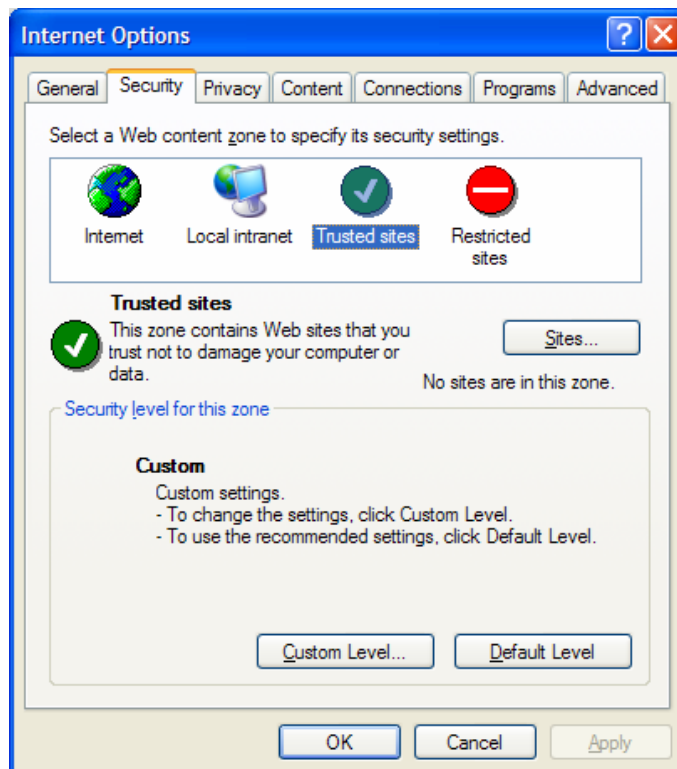 Internet Options
General Security Privacy Content Connections Programs Advanced
Select a Web content zone to specify its security settings.
Internet Local intranet Trusted sites Restricted
sites
Trusted sites
This zone contains Web sites that you
trust not to damage your computer or
data.
Sites...
No sites are in this zone.
Security level for this zone
Custom
Custom settings.
- To change the settings, click Custom Level.
- To use the recommended settings, click Default Level.
Custom Level... Default Level
OK Cancel Apply